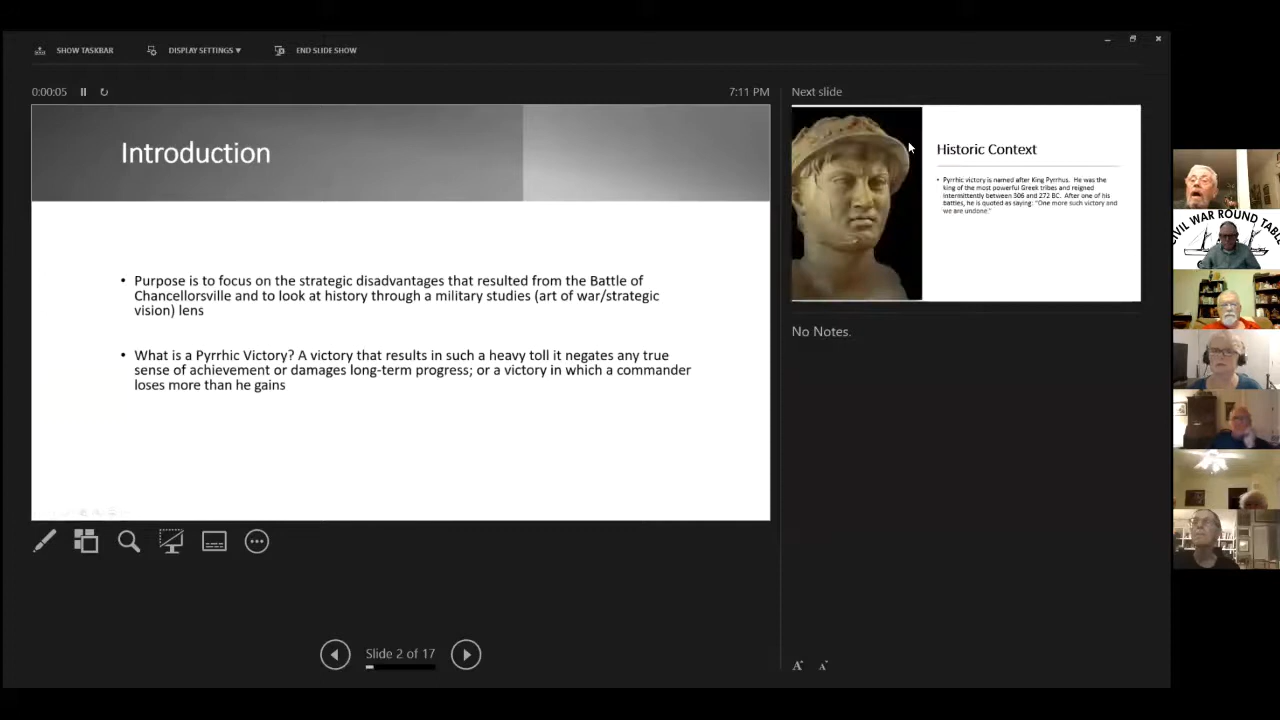 SHOW TASKBAR
DISPLAY SETTINGS ▾
END SLIDE SHOW
0:00:05
7:11 PM
Introduction
• Purpose is to focus on the strategic disadvantages that resulted from the Battle of
Chancellorsville and to look at history through a military studies (art of war/strategic
vision) lens
• What is a Pyrrhic Victory? A victory that results in such a heavy toll it negates any true
sense of achievement or damages long-term progress; or a victory in which a commander
loses more than he gains
Slide 2 of 17
Next slide
Historic Context
• Pyrrhic victory is named after King Pyrrhus. He was the
king of the most powerful Greek tribes and reigned
intermittently between 306 and 272 BC. After one of his
battles, he is quoted as saying: "One more such victory and
we are undone."
No Notes.
A A
CIVIL WAR ROUND TABLE